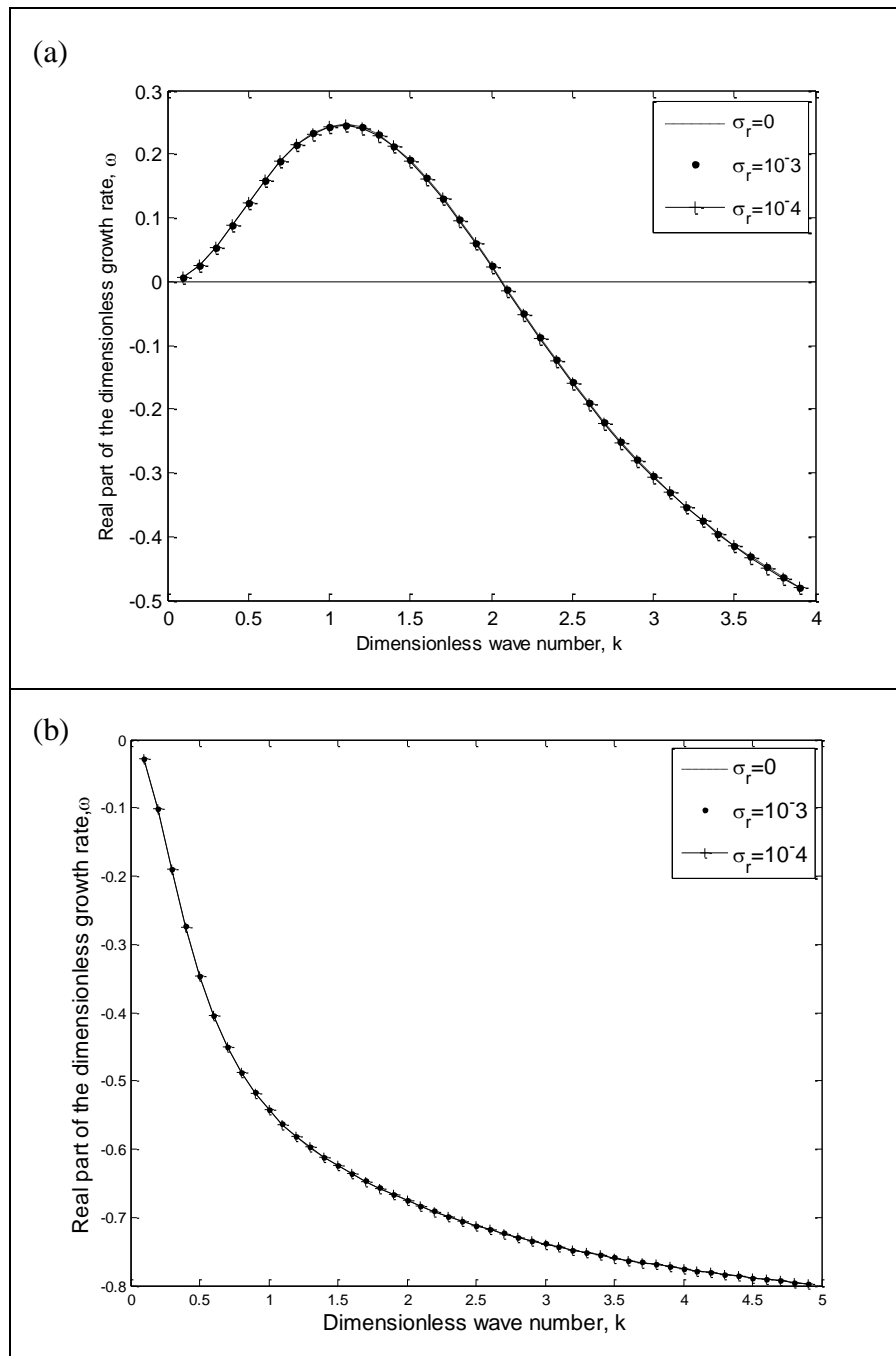 (a)
0.3
0.2
0.1
0
-0.1
-0.2
-0.3
-0.4
-0.5
Real part of the dimensionless growth rate, ω
σr=0
σr=10-3
σr=10-4
0 0.5 1 1.5 2 2.5 3 3.5 4
Dimensionless wave number, k
(b)
0
-0.1
-0.2
-0.3
-0.4
-0.5
-0.6
-0.7
-0.8
Real part of the dimensionless growth rate,ω
σr=0
σr=10-3
σr=10-4
0 0.5 1 1.5 2 2.5 3 3.5 4 4.5 5
Dimensionless wave number, k